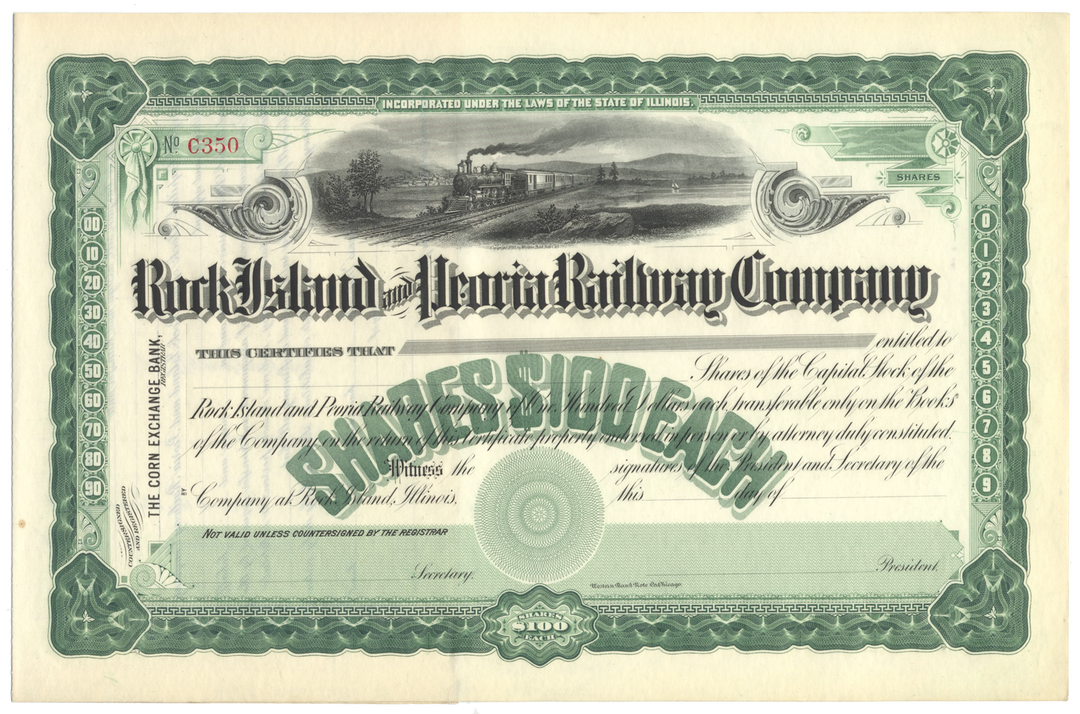 INCORPORATED UNDER THE LAWS OF THE STATE OF ILLINOIS.
No C350
SHARES
Rock Island and Peoria Railway Company
THIS CERTIFIES THAT entitled to
Shares of the Capital Stock of the
Rock Island and Peoria Railway Company of One Hundred Dollars each, transferable only on the Books
of the Company on the return of this Certificate properly endorsed in person or by attorney duly constituted.
Witness the signatures of the President and Secretary of the
Company at Rock Island, Illinois, this day of
SHARES $100 EACH
NOT VALID UNLESS COUNTERSIGNED BY THE REGISTRAR
Secretary.
President.
Western Bank Note Co. Chicago
SHARES
$100
EACH
COUNTERSIGNED
AND REGISTERED
THE CORN EXCHANGE BANK,
BY
00
10
20
30
40
50
60
70
80
90
0
1
2
3
4
5
6
7
8
9